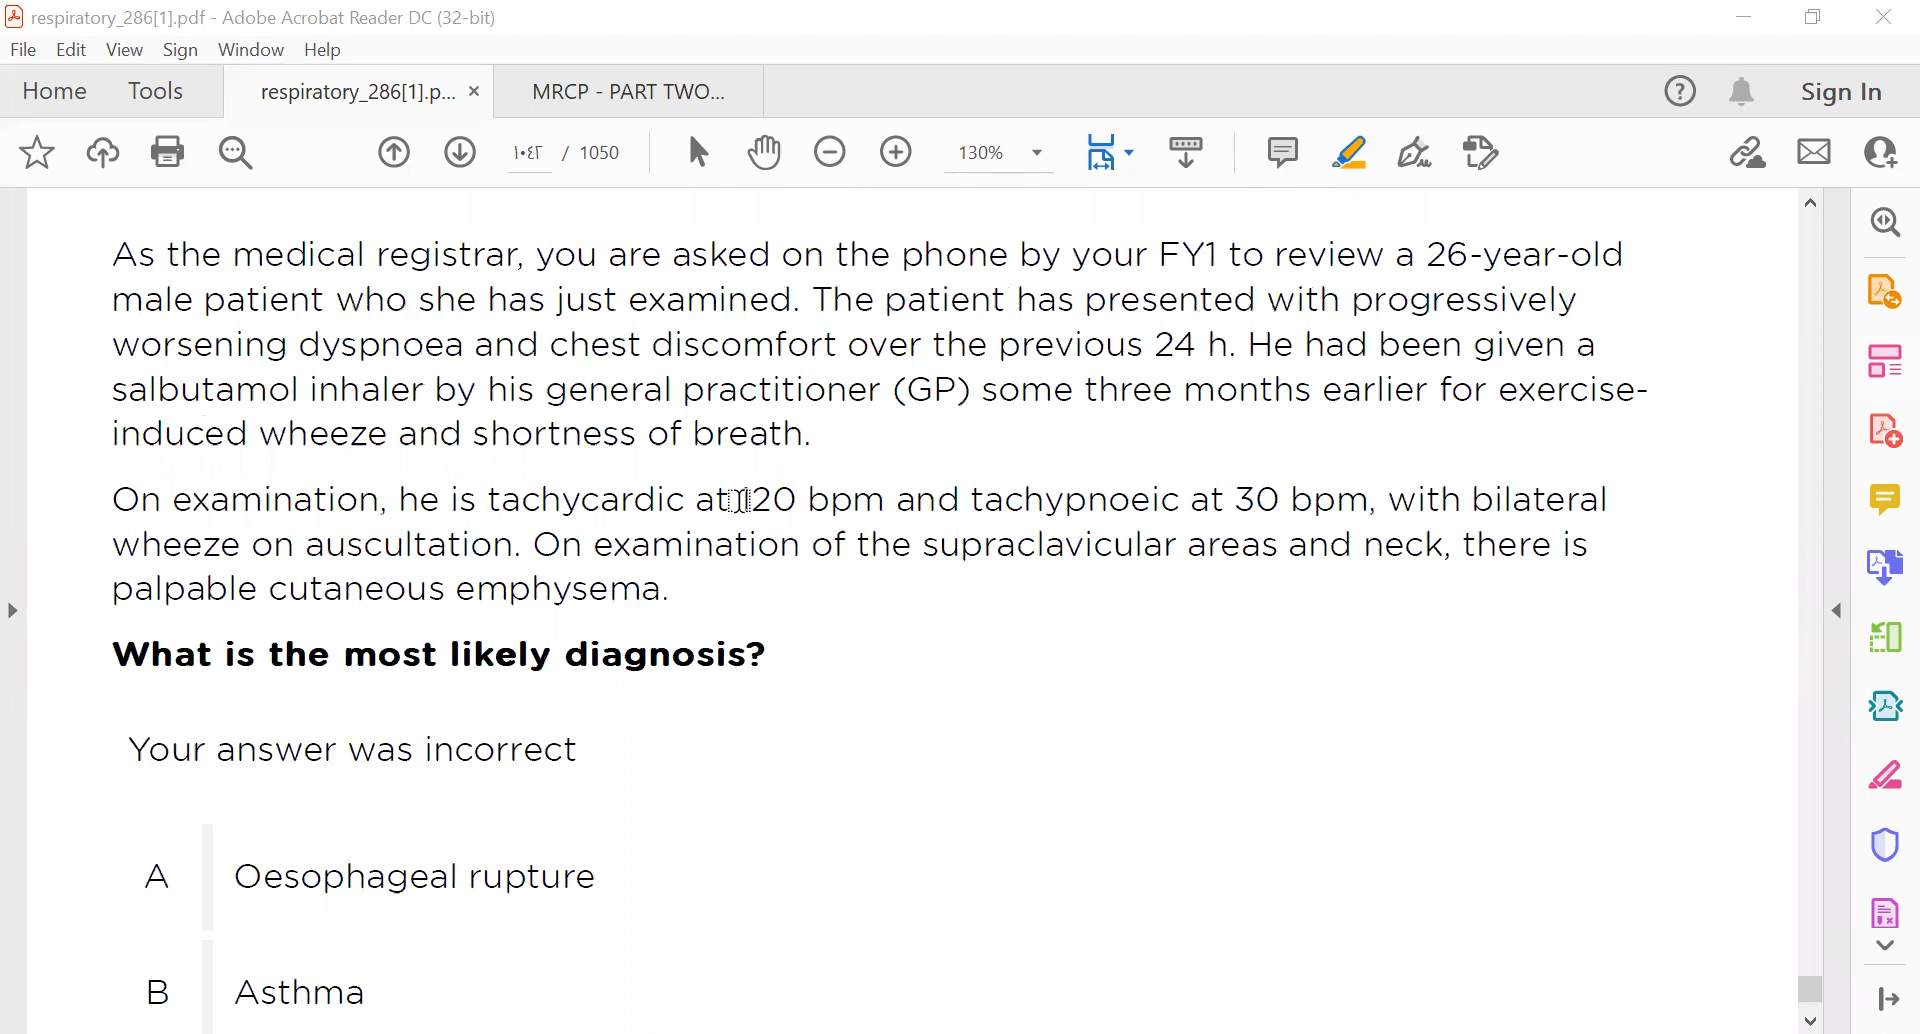 respiratory_286[1].pdf - Adobe Acrobat Reader DC (32-bit)
File Edit View Sign Window Help
Home Tools respiratory_286[1].p... × MRCP - PART TWO... ? Sign In
١٠٤٢ / 1050 130%
As the medical registrar, you are asked on the phone by your FY1 to review a 26-year-old
male patient who she has just examined. The patient has presented with progressively
worsening dyspnoea and chest discomfort over the previous 24 h. He had been given a
salbutamol inhaler by his general practitioner (GP) some three months earlier for exercise-
induced wheeze and shortness of breath.
On examination, he is tachycardic at 120 bpm and tachypnoeic at 30 bpm, with bilateral
wheeze on auscultation. On examination of the supraclavicular areas and neck, there is
palpable cutaneous emphysema.
What is the most likely diagnosis?
Your answer was incorrect
A Oesophageal rupture
B Asthma